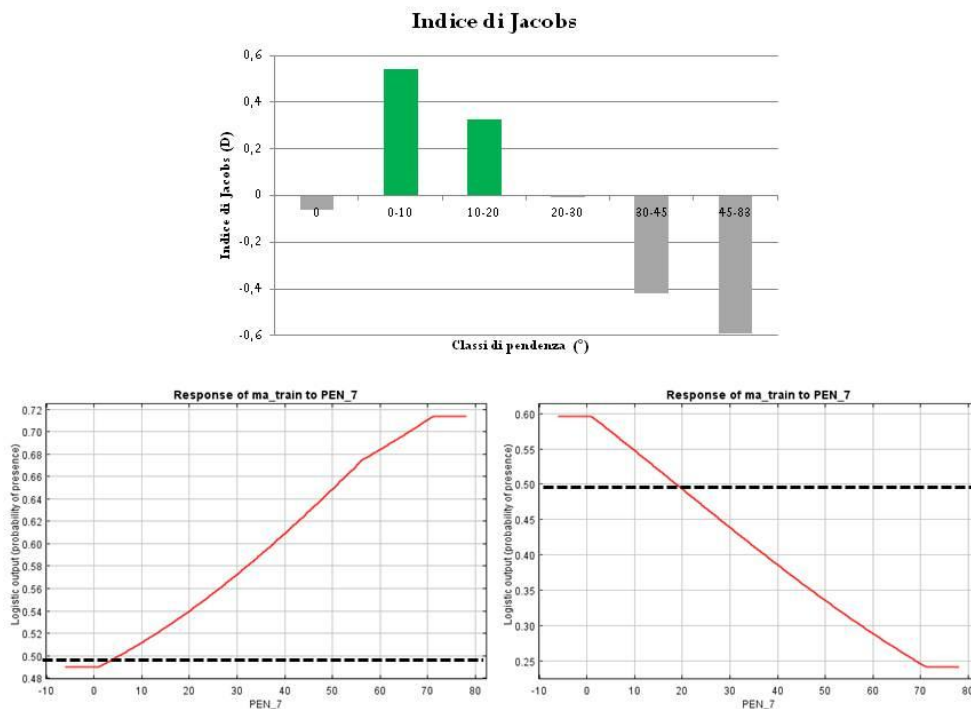 Indice di Jacobs
Indice di Jacobs (D)
0,6
0,4
0,2
0
-0,2
-0,4
-0,6
0 0-10 10-20 20-30 30-45 45-83
Classi di pendenza (°)
Response of ma_train to PEN_7
Logistic output (probability of presence)
0.72
0.70
0.68
0.66
0.64
0.62
0.60
0.58
0.56
0.54
0.52
0.50
0.48
-10 0 10 20 30 40 50 60 70 80
PEN_7
Response of ma_train to PEN_7
Logistic output (probability of presence)
0.60
0.55
0.50
0.45
0.40
0.35
0.30
0.25
-10 0 10 20 30 40 50 60 70 80
PEN_7